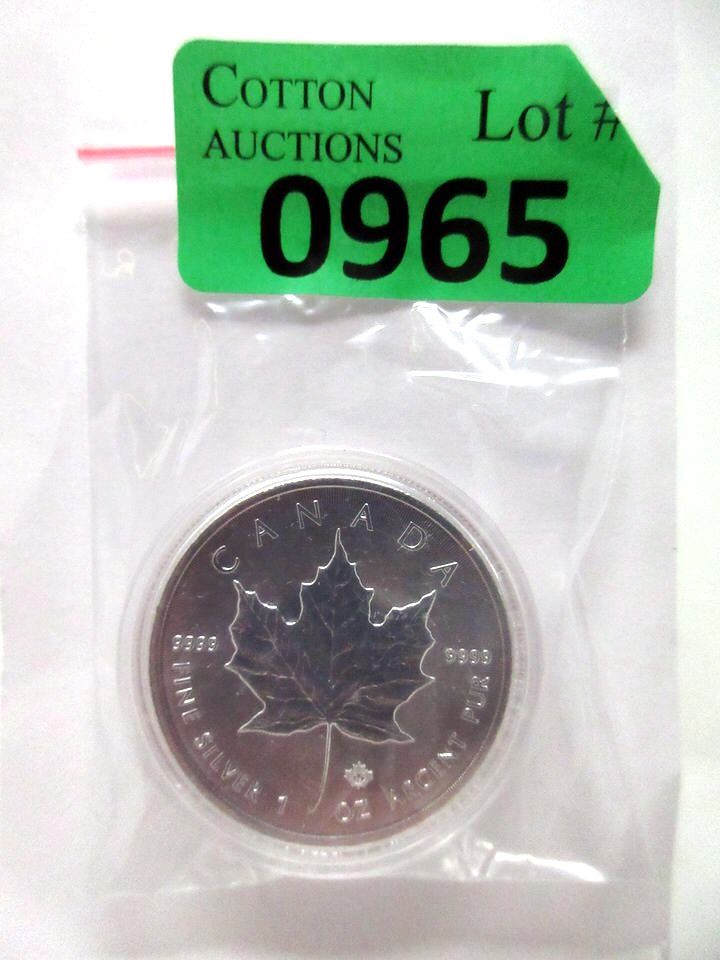 COTTON
AUCTIONS
Lot #
0965
CANADA
9999
9999
FINE SILVER 1 OZ ARGENT PUR